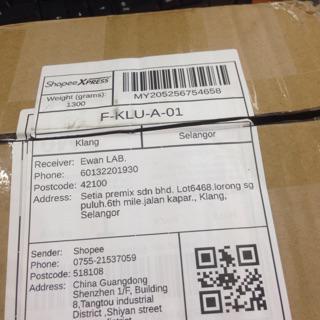 Shopee XPRESS
Weight (grams):
1300
MY205256754658
F-KLU-A-01
Klang Selangor
Receiver: Ewan LAB.
Phone: 60132201930
Postcode: 42100
Address: Setia premix sdn bhd. Lot6468.lorong sg
puluh.6th mile.jalan kapar., Klang,
Selangor
Sender: Shopee
Phone: 0755-21537059
Postcode: 518108
Address: China Guangdong
Shenzhen 1/F, Building
8,Tangtou industrial
District ,Shiyan street